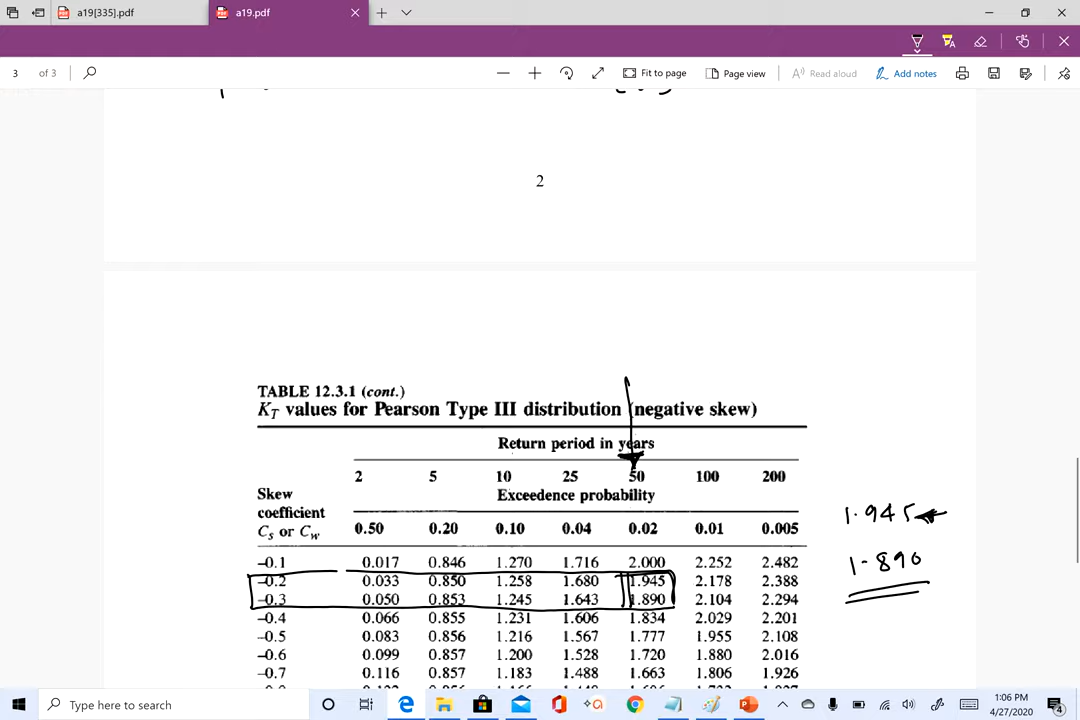 a19[335].pdf
a19.pdf
3 of 3
Fit to page
Page view
Read aloud
Add notes
2
TABLE 12.3.1 (cont.)
K_T values for Pearson Type III distribution (negative skew)
Return period in years
2 5 10 25 50 100 200
Skew
Exceedence probability
coefficient
C_s or C_w 0.50 0.20 0.10 0.04 0.02 0.01 0.005
1.945
–0.1 0.017 0.846 1.270 1.716 2.000 2.252 2.482
1.890
–0.2 0.033 0.850 1.258 1.680 1.945 2.178 2.388
–0.3 0.050 0.853 1.245 1.643 1.890 2.104 2.294
–0.4 0.066 0.855 1.231 1.606 1.834 2.029 2.201
–0.5 0.083 0.856 1.216 1.567 1.777 1.955 2.108
–0.6 0.099 0.857 1.200 1.528 1.720 1.880 2.016
–0.7 0.116 0.857 1.183 1.488 1.663 1.806 1.926
Type here to search
1:06 PM
4/27/2020
4